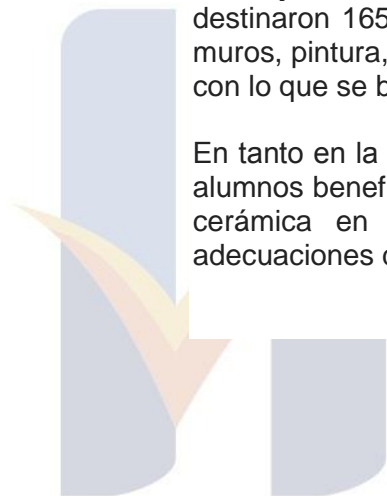 destinaron 165
muros, pintura,
con lo que se b
En tanto en la
alumnos benef
cerámica en
adecuaciones